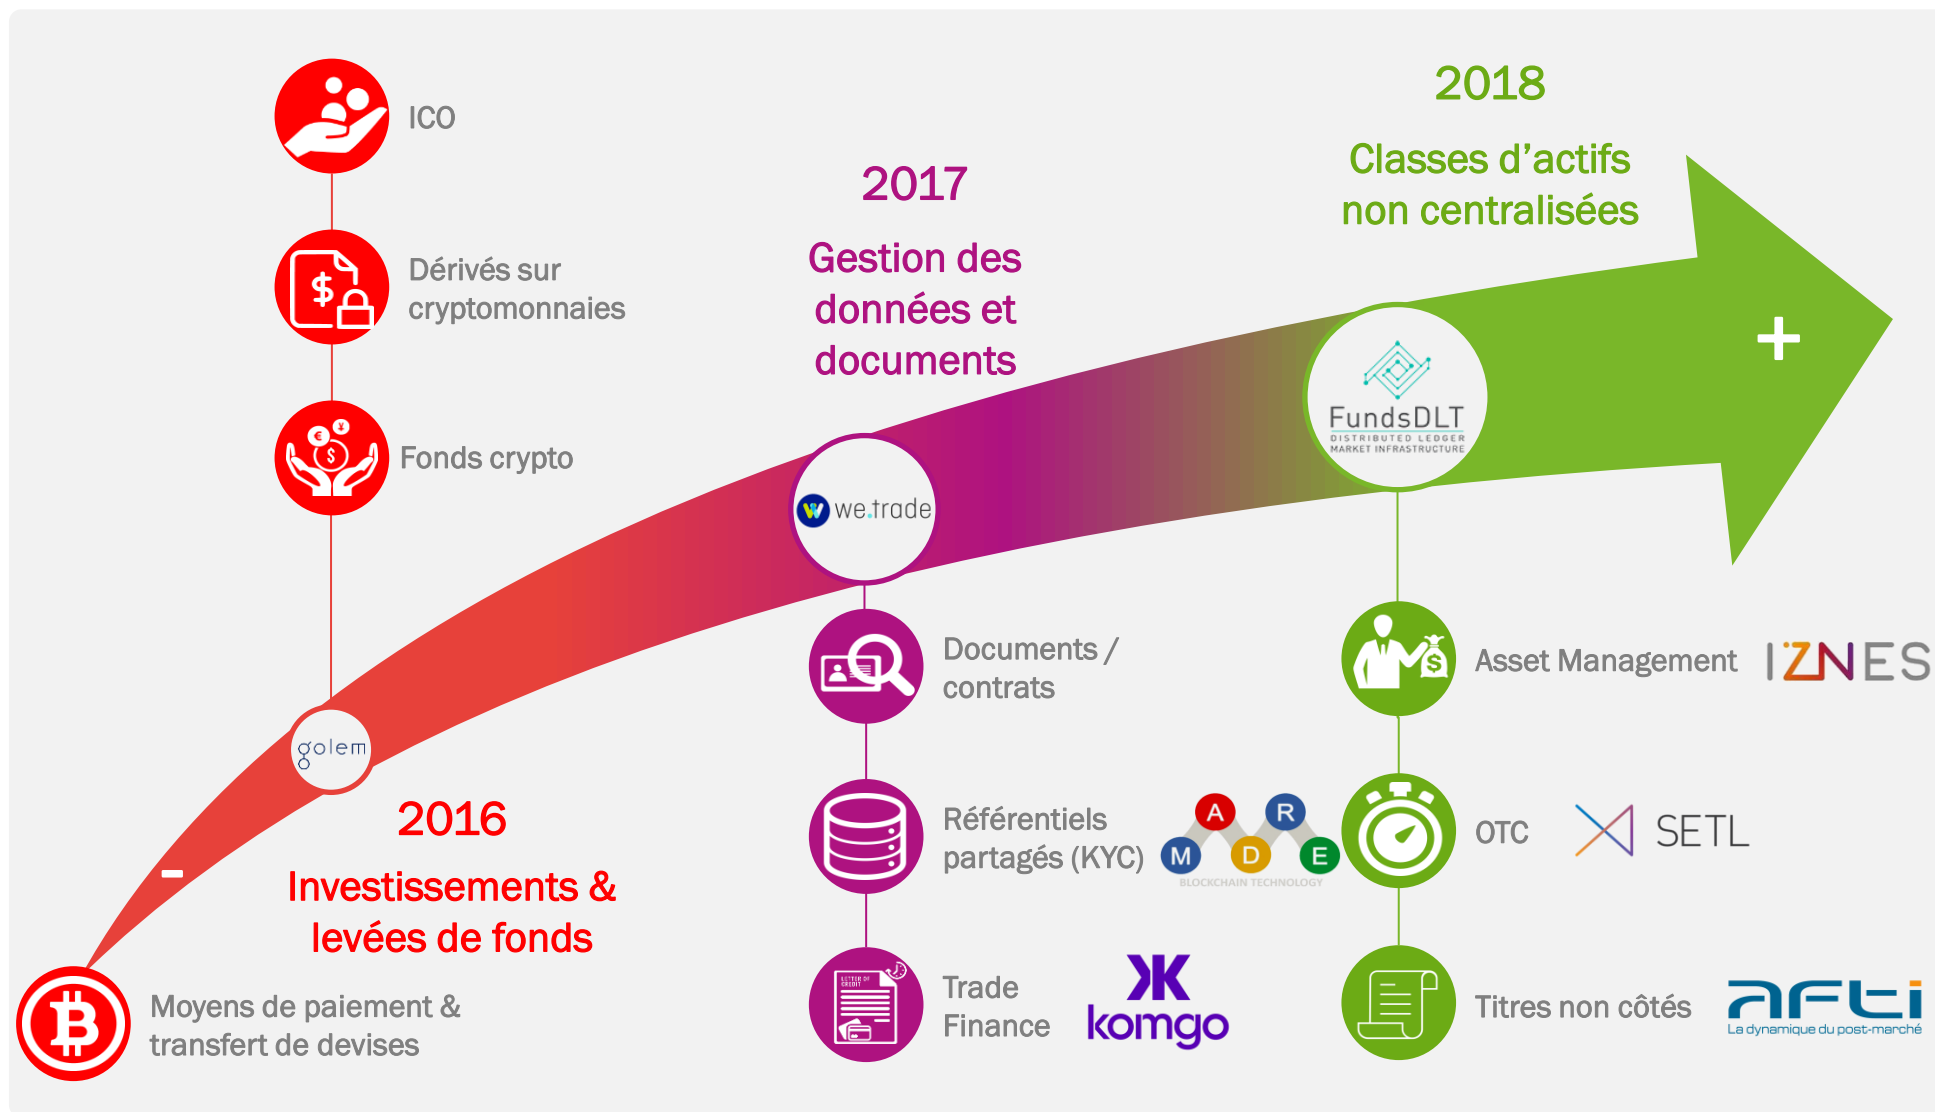 ICO
Dérivés sur
cryptomonnaies
$
Fonds crypto
€
¥
$
golem
2016
Investissements &
levées de fonds
-
Moyens de paiement &
transfert de devises
2017
Gestion des
données et
documents
we.trade
Documents /
contrats
Référentiels
partagés (KYC)
M A D R E
BLOCKCHAIN TECHNOLOGY
LETTER OF
CREDIT
Trade
Finance
komgo
2018
Classes d’actifs
non centralisées
+
FundsDLT
DISTRIBUTED LEDGER
MARKET INFRASTRUCTURE
$
Asset Management
IZNES
OTC
SETL
Titres non côtés
afti
La dynamique du post-marché